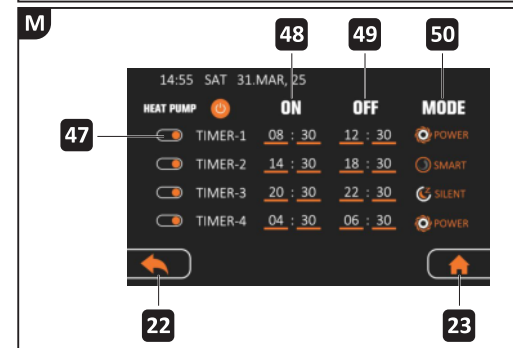 M
48 49 50
14:55 SAT 31.MAR, 25
HEAT PUMP ON OFF MODE
47 TIMER-1 08 : 30 12 : 30 POWER
TIMER-2 14 : 30 18 : 30 SMART
TIMER-3 20 : 30 22 : 30 SILENT
TIMER-4 04 : 30 06 : 30 POWER
22 23